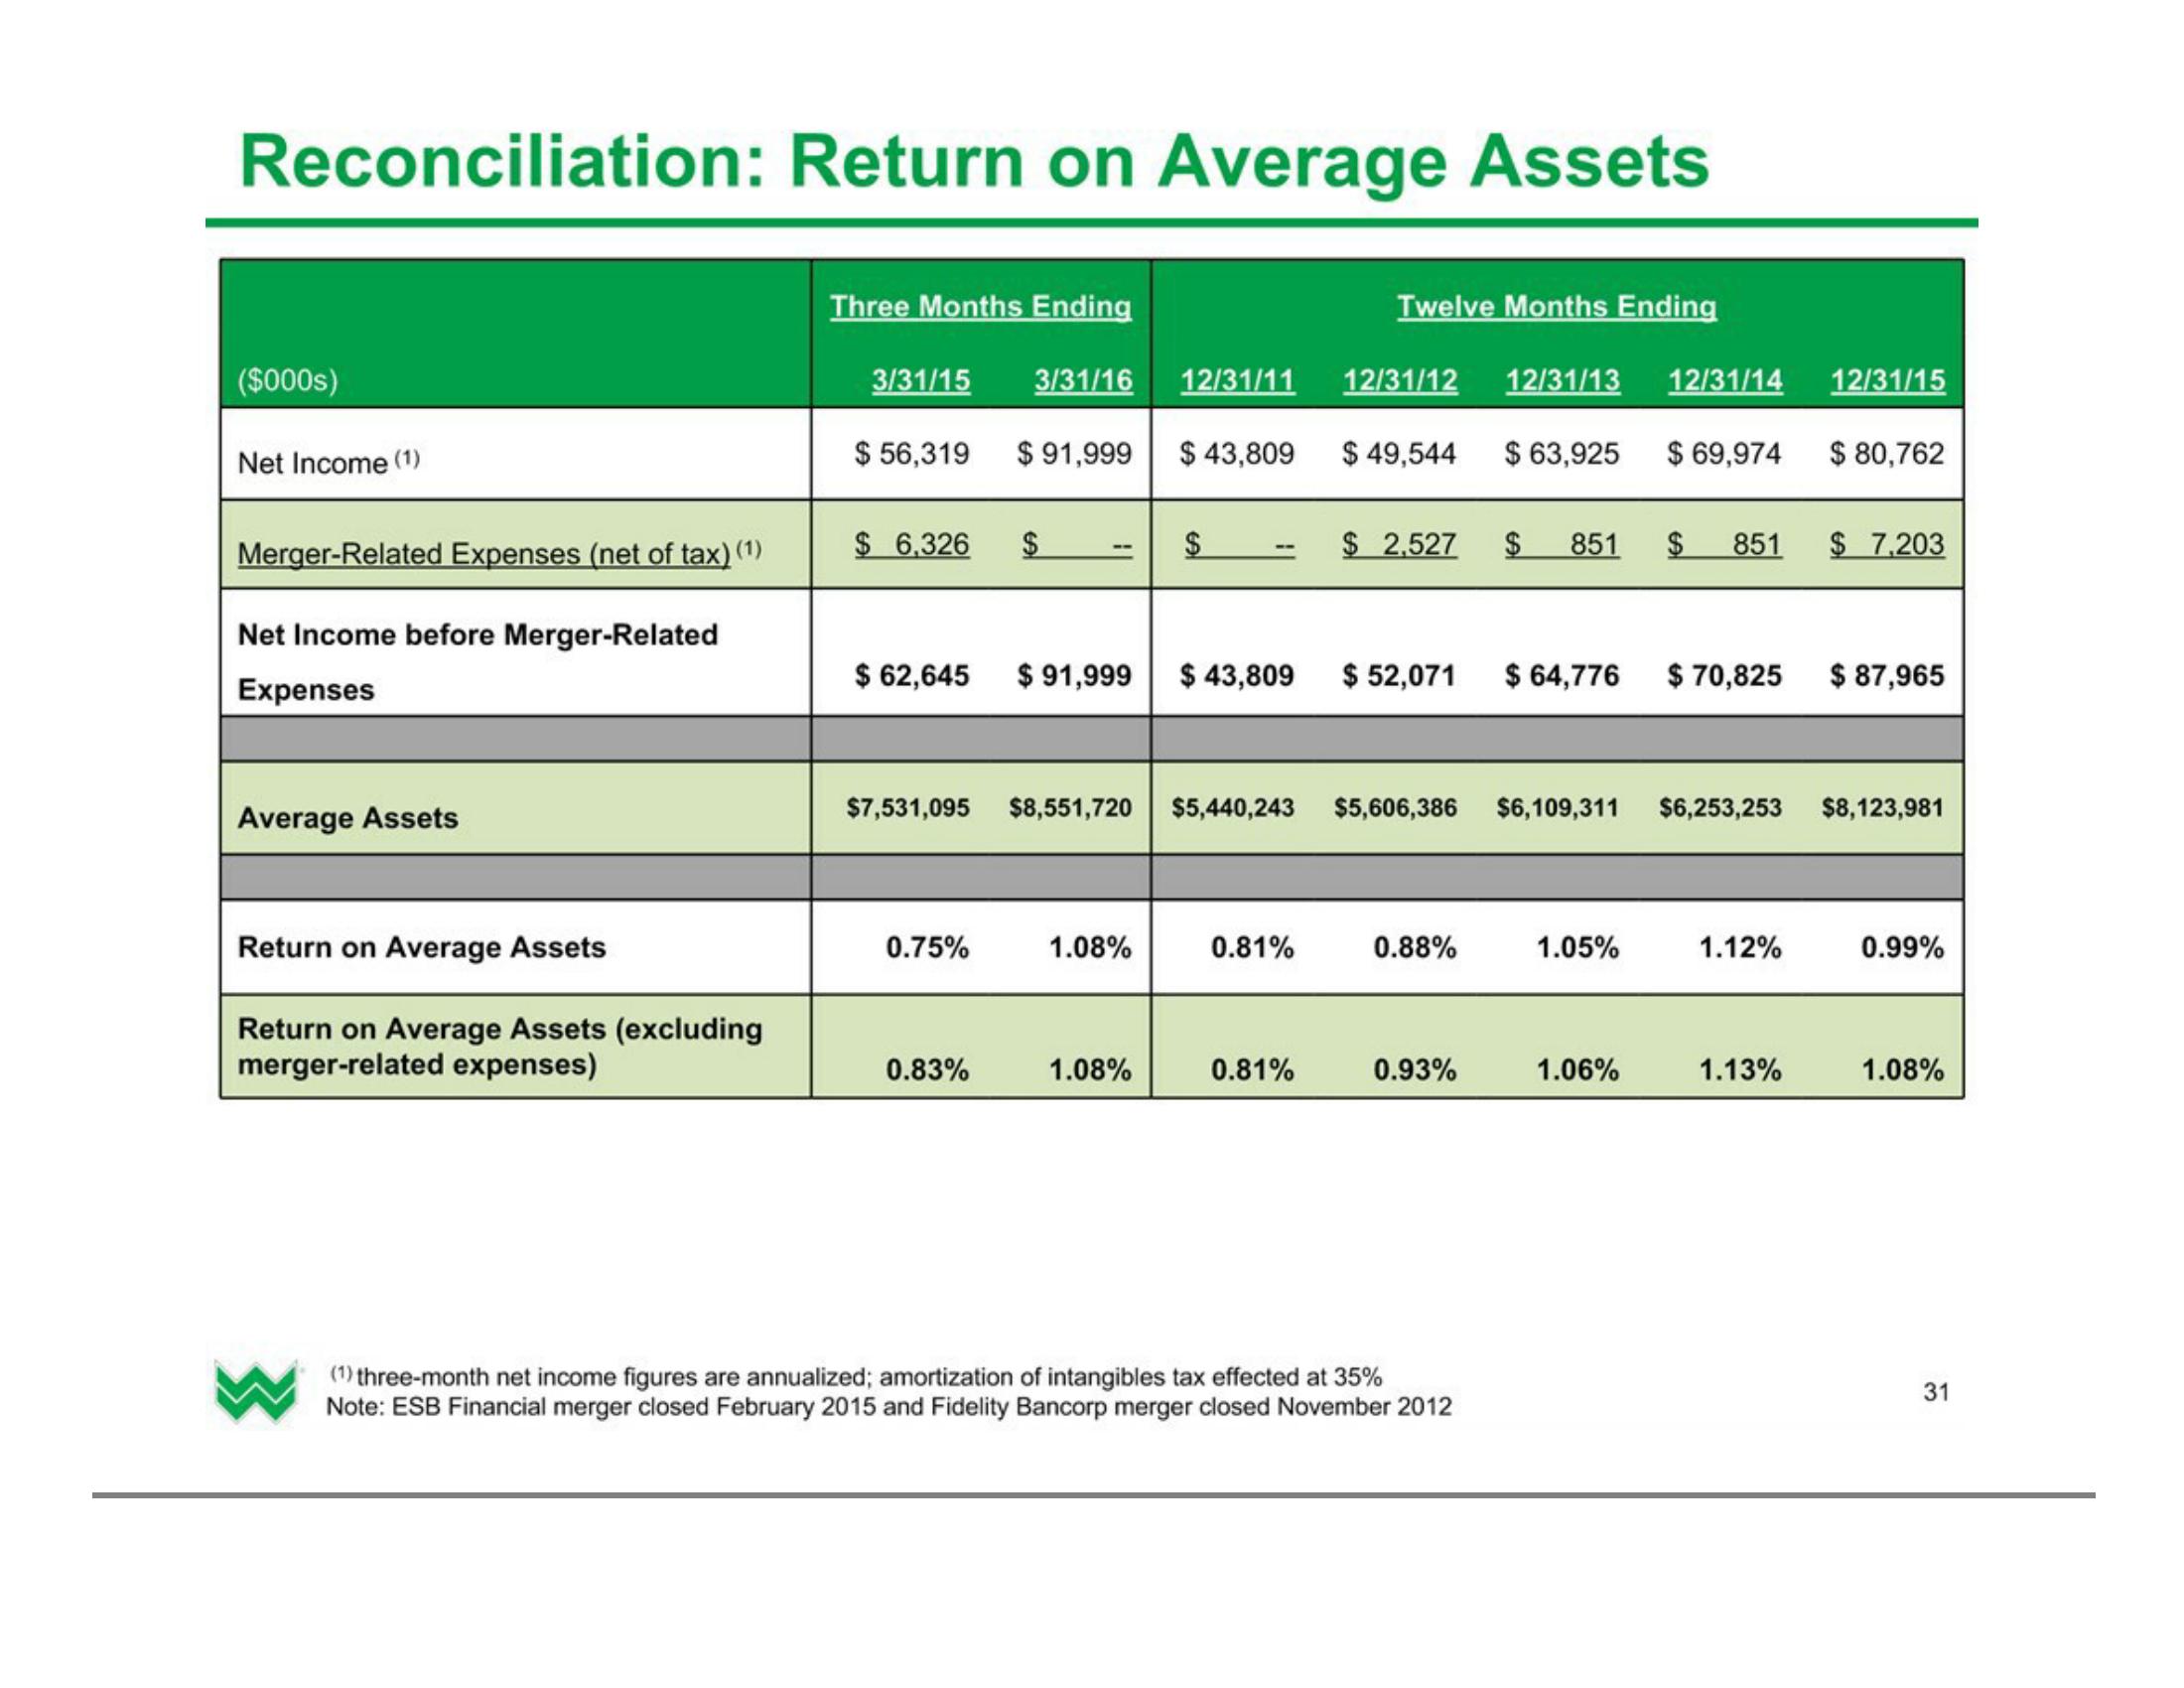 Reconciliation: Return on Average Assets
Three Months Ending Twelve Months Ending
($000s) 3/31/15 3/31/16 12/31/11 12/31/12 12/31/13 12/31/14 12/31/15
Net Income (1) $ 56,319 $ 91,999 $ 43,809 $ 49,544 $ 63,925 $ 69,974 $ 80,762
Merger-Related Expenses (net of tax) (1) $ 6,326 $ -- $ -- $ 2,527 $ 851 $ 851 $ 7,203
Net Income before Merger-Related
Expenses $ 62,645 $ 91,999 $ 43,809 $ 52,071 $ 64,776 $ 70,825 $ 87,965
Average Assets $7,531,095 $8,551,720 $5,440,243 $5,606,386 $6,109,311 $6,253,253 $8,123,981
Return on Average Assets 0.75% 1.08% 0.81% 0.88% 1.05% 1.12% 0.99%
Return on Average Assets (excluding
merger-related expenses) 0.83% 1.08% 0.81% 0.93% 1.06% 1.13% 1.08%
(1) three-month net income figures are annualized; amortization of intangibles tax effected at 35%
Note: ESB Financial merger closed February 2015 and Fidelity Bancorp merger closed November 2012
31